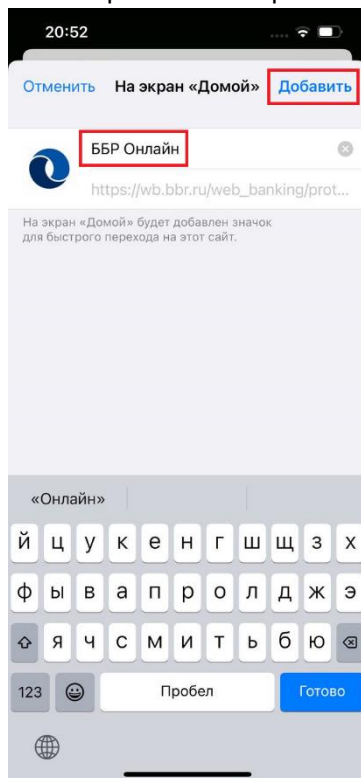 20:52
Отменить На экран «Домой» Добавить
ББР Онлайн
https://wb.bbr.ru/web_banking/prot...
На экран «Домой» будет добавлен значок
для быстрого перехода на этот сайт.
«Онлайн»
й ц у к е н г ш щ з х
ф ы в а п р о л д ж э
я ч с м и т ь б ю
123 Пробел Готово